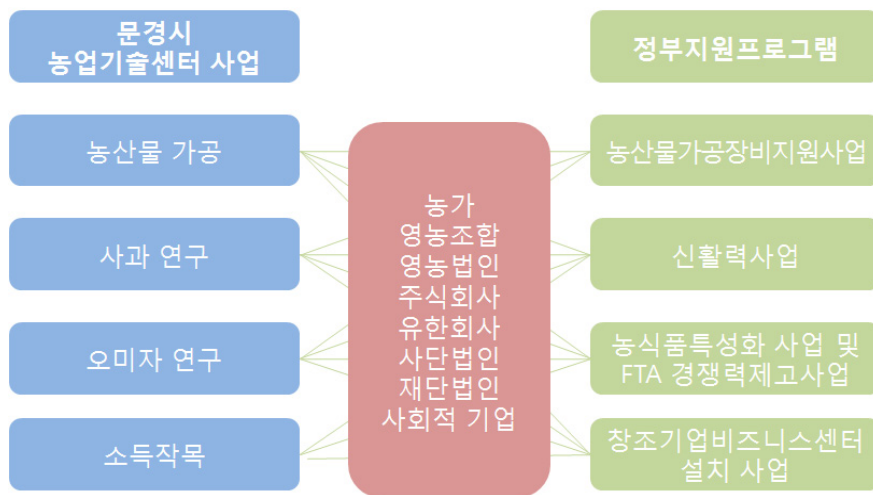 문경시
농업기술센터 사업
농산물 가공
사과 연구
오미자 연구
소득작목
농가
영농조합
영농법인
주식회사
유한회사
사단법인
재단법인
사회적 기업
정부지원프로그램
농산물가공장비지원사업
신활력사업
농식품특성화 사업 및
FTA 경쟁력제고사업
창조기업비즈니스센터
설치 사업